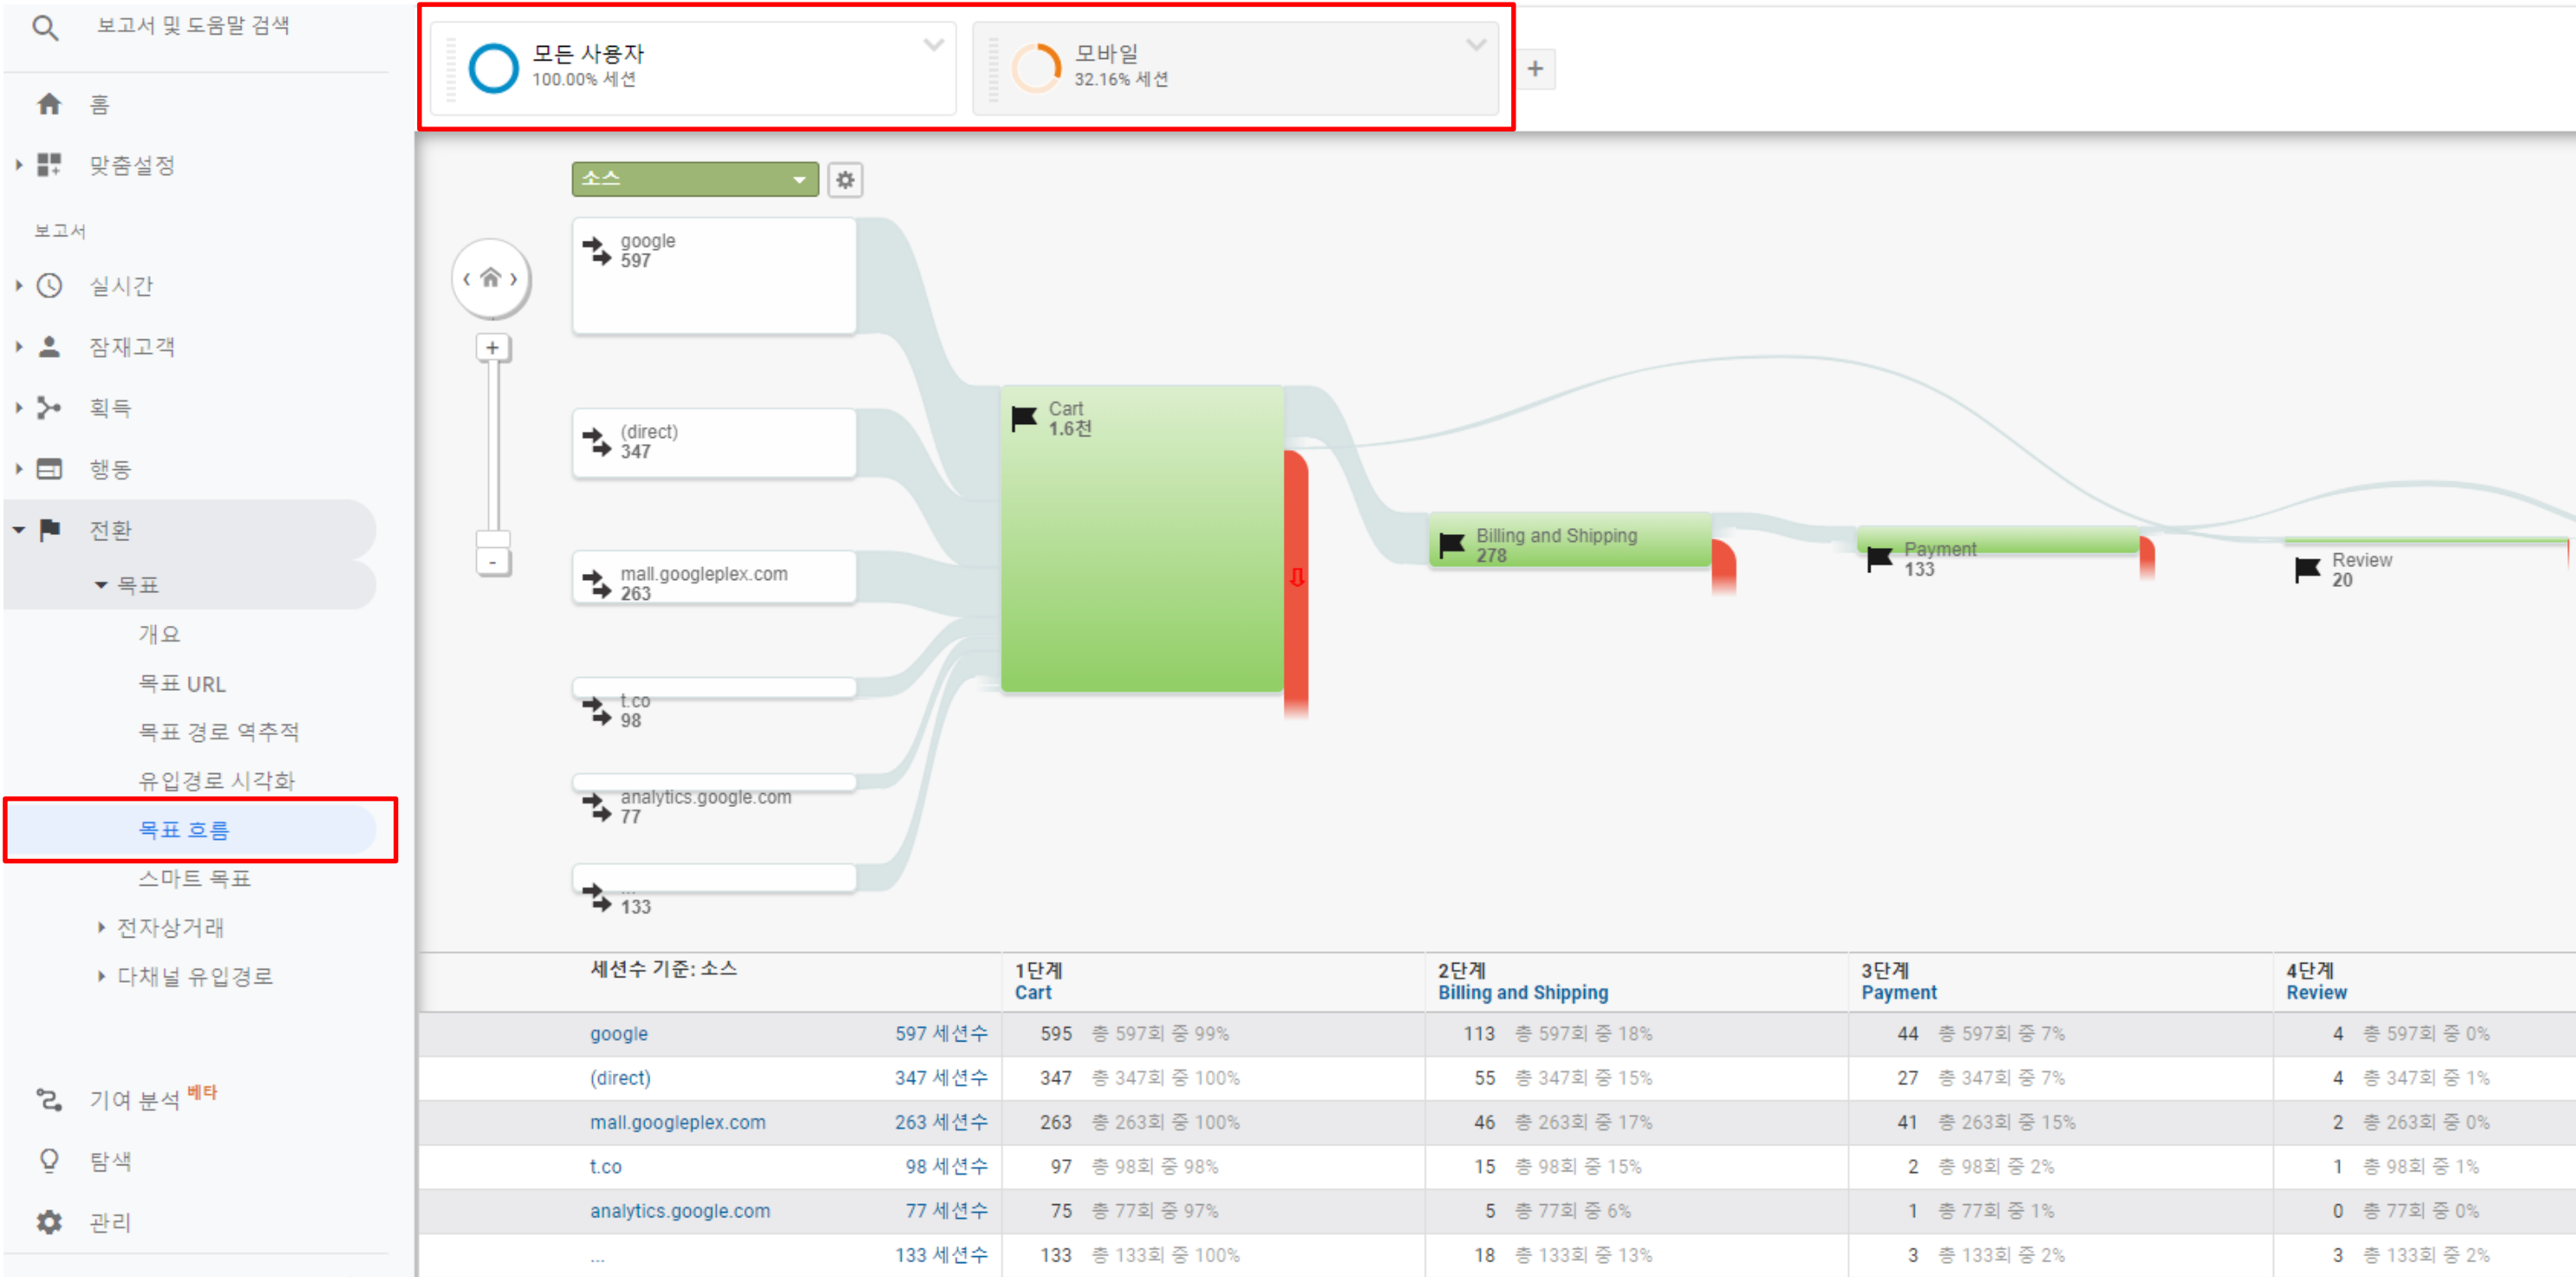 보고서 및 도움말 검색
홈
맞춤설정
보고서
실시간
잠재고객
획득
행동
전환
목표
개요
목표 URL
목표 경로 역추적
유입경로 시각화
목표 흐름
스마트 목표
전자상거래
다채널 유입경로
기여 분석 베타
탐색
관리
모든 사용자
100.00% 세션
모바일
32.16% 세션
+
소스
+
-
google
597
(direct)
347
mall.googleplex.com
263
t.co
98
analytics.google.com
77
...
133
Cart
1.6천
Billing and Shipping
278
Payment
133
Review
20
세션수 기준: 소스 1단계 2단계 3단계 4단계
Cart Billing and Shipping Payment Review
google 597 세션수 595 총 597회 중 99% 113 총 597회 중 18% 44 총 597회 중 7% 4 총 597회 중 0%
(direct) 347 세션수 347 총 347회 중 100% 55 총 347회 중 15% 27 총 347회 중 7% 4 총 347회 중 1%
mall.googleplex.com 263 세션수 263 총 263회 중 100% 46 총 263회 중 17% 41 총 263회 중 15% 2 총 263회 중 0%
t.co 98 세션수 97 총 98회 중 98% 15 총 98회 중 15% 2 총 98회 중 2% 1 총 98회 중 1%
analytics.google.com 77 세션수 75 총 77회 중 97% 5 총 77회 중 6% 1 총 77회 중 1% 0 총 77회 중 0%
... 133 세션수 133 총 133회 중 100% 18 총 133회 중 13% 3 총 133회 중 2% 3 총 133회 중 2%